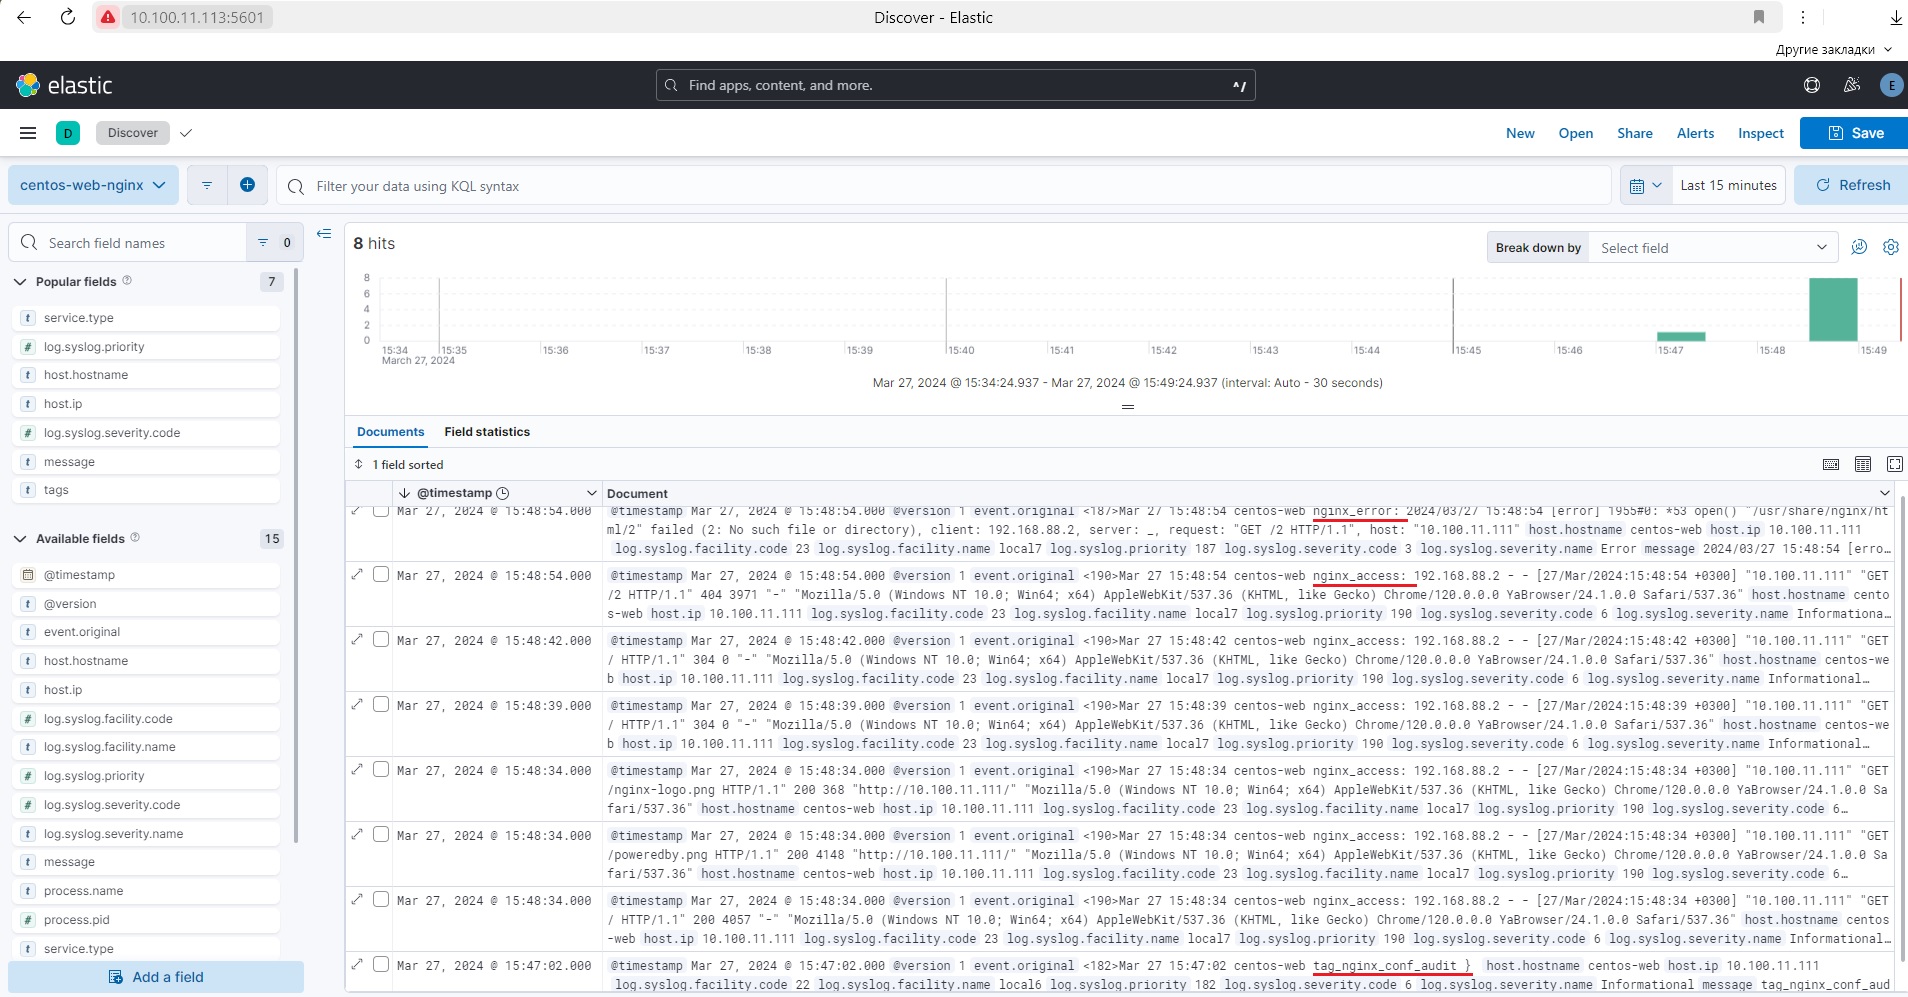 10.100.11.113:5601
Discover - Elastic
Другие закладки
elastic
Find apps, content, and more.
^/
E
D
Discover
New
Open
Share
Alerts
Inspect
Save
centos-web-nginx
Filter your data using KQL syntax
Last 15 minutes
Refresh
Search field names
0
8 hits
Break down by
Select field
Popular fields
7
t service.type
# log.syslog.priority
t host.hostname
t host.ip
# log.syslog.severity.code
t message
t tags
Available fields
15
@timestamp
t @version
t event.original
t host.hostname
t host.ip
# log.syslog.facility.code
t log.syslog.facility.name
# log.syslog.priority
# log.syslog.severity.code
t log.syslog.severity.name
t message
t process.name
# process.pid
t service.type
Add a field
8
6
4
2
0
15:34 15:35 15:36 15:37 15:38 15:39 15:40 15:41 15:42 15:43 15:44 15:45 15:46 15:47 15:48 15:49
March 27, 2024
Mar 27, 2024 @ 15:34:24.937 - Mar 27, 2024 @ 15:49:24.937 (interval: Auto - 30 seconds)
Documents
Field statistics
1 field sorted
@timestamp
Document
Mar 27, 2024 @ 15:48:54.000 @timestamp Mar 27, 2024 @ 15:48:54.000 @version 1 event.original <187>Mar 27 15:48:54 centos-web nginx_error: 2024/03/27 15:48:54 [error] 1955#0: *53 open() "/usr/share/nginx/ht
ml/2" failed (2: No such file or directory), client: 192.168.88.2, server: _, request: "GET /2 HTTP/1.1", host: "10.100.11.111" host.hostname centos-web host.ip 10.100.11.111
log.syslog.facility.code 23 log.syslog.facility.name local7 log.syslog.priority 187 log.syslog.severity.code 3 log.syslog.severity.name Error message 2024/03/27 15:48:54 [erro…
Mar 27, 2024 @ 15:48:54.000 @timestamp Mar 27, 2024 @ 15:48:54.000 @version 1 event.original <190>Mar 27 15:48:54 centos-web nginx_access: 192.168.88.2 - - [27/Mar/2024:15:48:54 +0300] "10.100.11.111" "GET
/2 HTTP/1.1" 404 3971 "-" "Mozilla/5.0 (Windows NT 10.0; Win64; x64) AppleWebKit/537.36 (KHTML, like Gecko) Chrome/120.0.0.0 YaBrowser/24.1.0.0 Safari/537.36" host.hostname cento
s-web host.ip 10.100.11.111 log.syslog.facility.code 23 log.syslog.facility.name local7 log.syslog.priority 190 log.syslog.severity.code 6 log.syslog.severity.name Informationa…
Mar 27, 2024 @ 15:48:42.000 @timestamp Mar 27, 2024 @ 15:48:42.000 @version 1 event.original <190>Mar 27 15:48:42 centos-web nginx_access: 192.168.88.2 - - [27/Mar/2024:15:48:42 +0300] "10.100.11.111" "GET
/ HTTP/1.1" 304 0 "-" "Mozilla/5.0 (Windows NT 10.0; Win64; x64) AppleWebKit/537.36 (KHTML, like Gecko) Chrome/120.0.0.0 YaBrowser/24.1.0.0 Safari/537.36" host.hostname centos-we
b host.ip 10.100.11.111 log.syslog.facility.code 23 log.syslog.facility.name local7 log.syslog.priority 190 log.syslog.severity.code 6 log.syslog.severity.name Informational…
Mar 27, 2024 @ 15:48:39.000 @timestamp Mar 27, 2024 @ 15:48:39.000 @version 1 event.original <190>Mar 27 15:48:39 centos-web nginx_access: 192.168.88.2 - - [27/Mar/2024:15:48:39 +0300] "10.100.11.111" "GET
/ HTTP/1.1" 304 0 "-" "Mozilla/5.0 (Windows NT 10.0; Win64; x64) AppleWebKit/537.36 (KHTML, like Gecko) Chrome/120.0.0.0 YaBrowser/24.1.0.0 Safari/537.36" host.hostname centos-we
b host.ip 10.100.11.111 log.syslog.facility.code 23 log.syslog.facility.name local7 log.syslog.priority 190 log.syslog.severity.code 6 log.syslog.severity.name Informational…
Mar 27, 2024 @ 15:48:34.000 @timestamp Mar 27, 2024 @ 15:48:34.000 @version 1 event.original <190>Mar 27 15:48:34 centos-web nginx_access: 192.168.88.2 - - [27/Mar/2024:15:48:34 +0300] "10.100.11.111" "GET
/nginx-logo.png HTTP/1.1" 200 368 "http://10.100.11.111/" "Mozilla/5.0 (Windows NT 10.0; Win64; x64) AppleWebKit/537.36 (KHTML, like Gecko) Chrome/120.0.0.0 YaBrowser/24.1.0.0 Sa
fari/537.36" host.hostname centos-web host.ip 10.100.11.111 log.syslog.facility.code 23 log.syslog.facility.name local7 log.syslog.priority 190 log.syslog.severity.code 6…
Mar 27, 2024 @ 15:48:34.000 @timestamp Mar 27, 2024 @ 15:48:34.000 @version 1 event.original <190>Mar 27 15:48:34 centos-web nginx_access: 192.168.88.2 - - [27/Mar/2024:15:48:34 +0300] "10.100.11.111" "GET
/poweredby.png HTTP/1.1" 200 4148 "http://10.100.11.111/" "Mozilla/5.0 (Windows NT 10.0; Win64; x64) AppleWebKit/537.36 (KHTML, like Gecko) Chrome/120.0.0.0 YaBrowser/24.1.0.0 Sa
fari/537.36" host.hostname centos-web host.ip 10.100.11.111 log.syslog.facility.code 23 log.syslog.facility.name local7 log.syslog.priority 190 log.syslog.severity.code 6…
Mar 27, 2024 @ 15:48:34.000 @timestamp Mar 27, 2024 @ 15:48:34.000 @version 1 event.original <190>Mar 27 15:48:34 centos-web nginx_access: 192.168.88.2 - - [27/Mar/2024:15:48:34 +0300] "10.100.11.111" "GET
/ HTTP/1.1" 200 4057 "-" "Mozilla/5.0 (Windows NT 10.0; Win64; x64) AppleWebKit/537.36 (KHTML, like Gecko) Chrome/120.0.0.0 YaBrowser/24.1.0.0 Safari/537.36" host.hostname centos
-web host.ip 10.100.11.111 log.syslog.facility.code 23 log.syslog.facility.name local7 log.syslog.priority 190 log.syslog.severity.code 6 log.syslog.severity.name Informational…
Mar 27, 2024 @ 15:47:02.000 @timestamp Mar 27, 2024 @ 15:47:02.000 @version 1 event.original <182>Mar 27 15:47:02 centos-web tag_nginx_conf_audit } host.hostname centos-web host.ip 10.100.11.111
log.syslog.facility.code 22 log.syslog.facility.name local6 log.syslog.priority 182 log.syslog.severity.code 6 log.syslog.severity.name Informational message tag_nginx_conf_aud